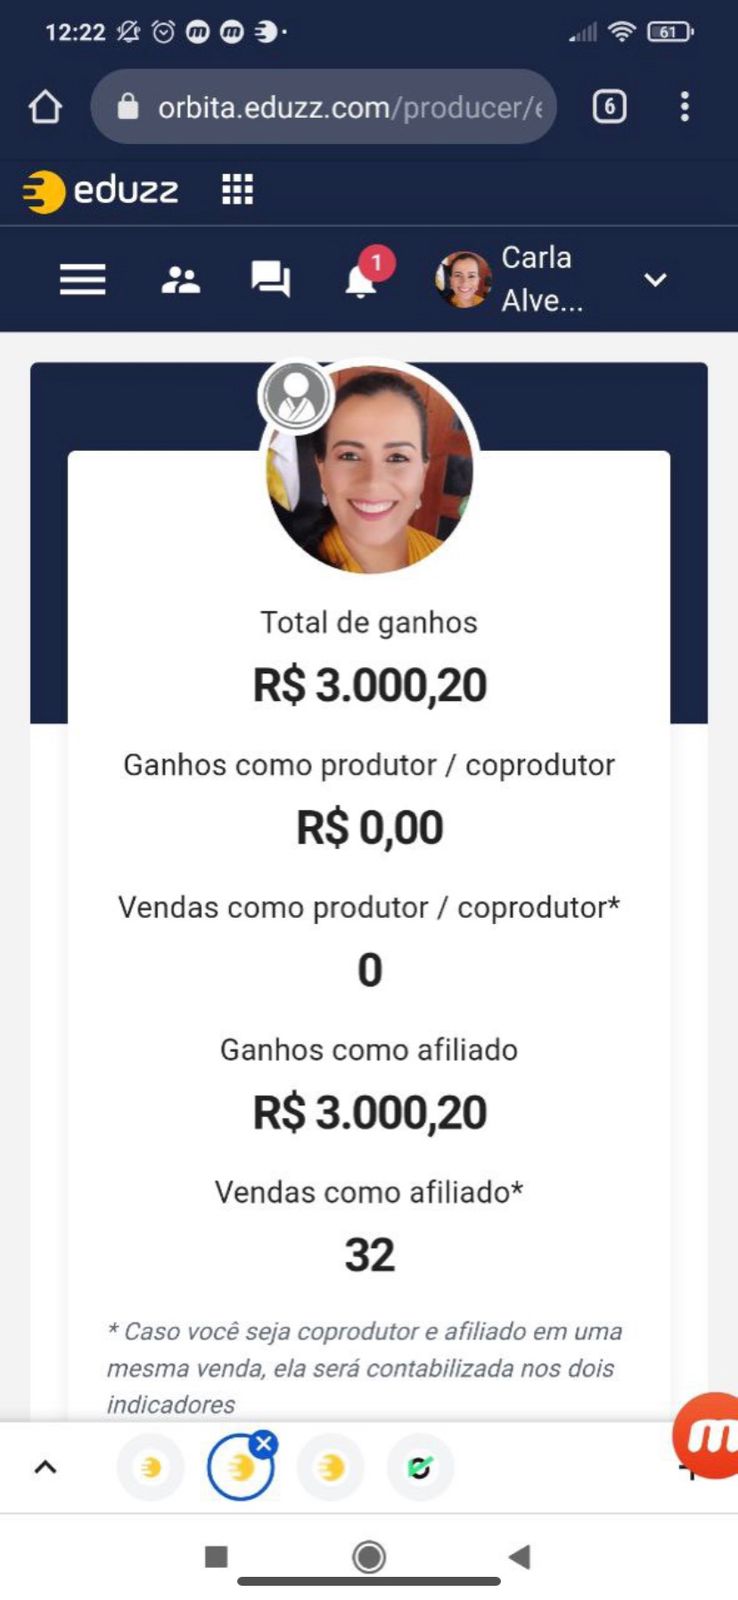 12:22 61
orbita.eduzz.com/producer/e 6
eduzz
1
Carla
Alve...
Total de ganhos
R$ 3.000,20
Ganhos como produtor / coprodutor
R$ 0,00
Vendas como produtor / coprodutor*
0
Ganhos como afiliado
R$ 3.000,20
Vendas como afiliado*
32
* Caso você seja coprodutor e afiliado em uma
mesma venda, ela será contabilizada nos dois
indicadores